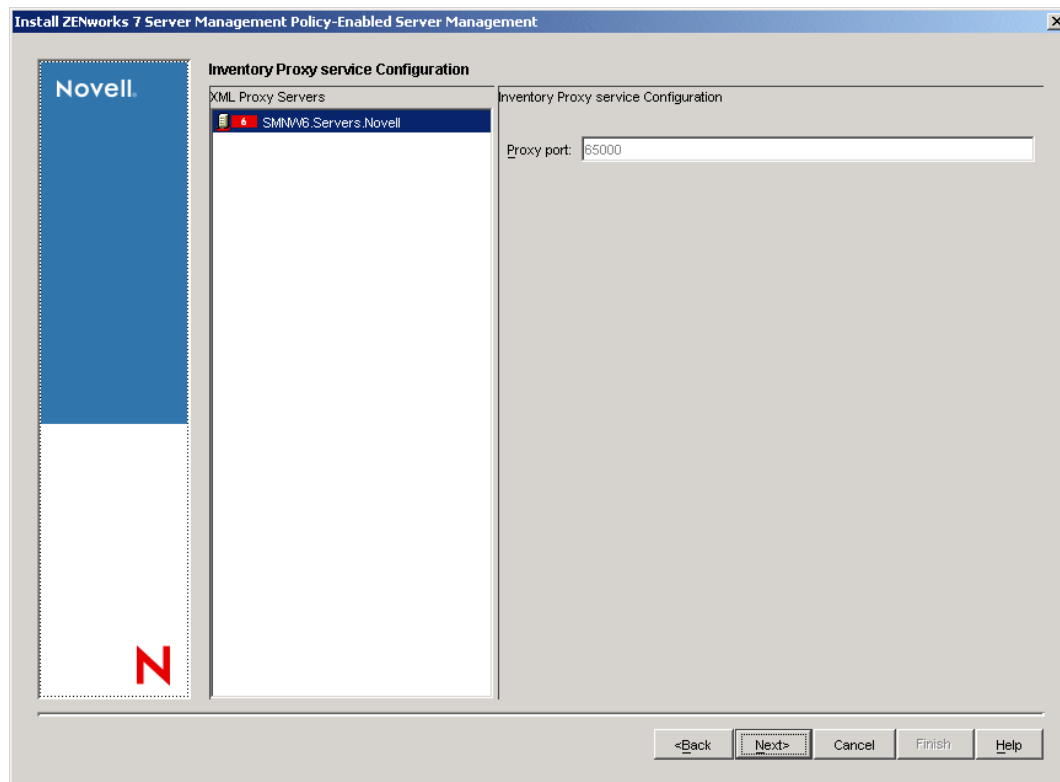 Install ZENworks 7 Server Management Policy-Enabled Server Management
Novell.
Inventory Proxy service Configuration
XML Proxy Servers
6 SMNW6.Servers.Novell
Inventory Proxy service Configuration
Proxy port: 65000
N
<Back Next> Cancel Finish Help